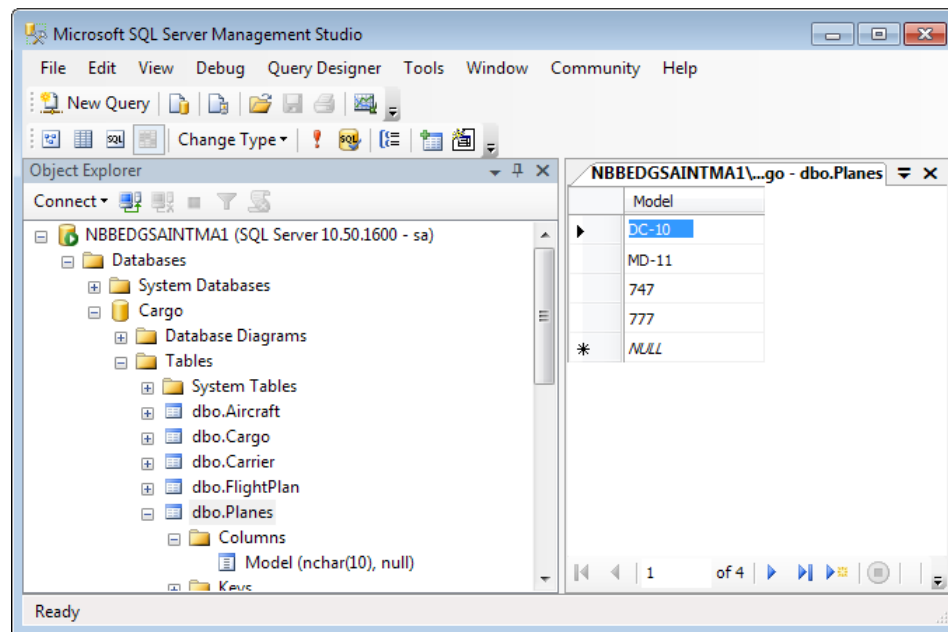 Microsoft SQL Server Management Studio
File Edit View Debug Query Designer Tools Window Community Help
New Query
SQL Change Type SQL
Object Explorer
Connect
NBBEDGSAINTMA1 (SQL Server 10.50.1600 - sa)
Databases
System Databases
Cargo
Database Diagrams
Tables
System Tables
dbo.Aircraft
dbo.Cargo
dbo.Carrier
dbo.FlightPlan
dbo.Planes
Columns
Model (nchar(10), null)
Keys
NBBEDGSAINTMA1\...go - dbo.Planes
Model
DC-10
MD-11
747
777
NULL
1 of 4
Ready